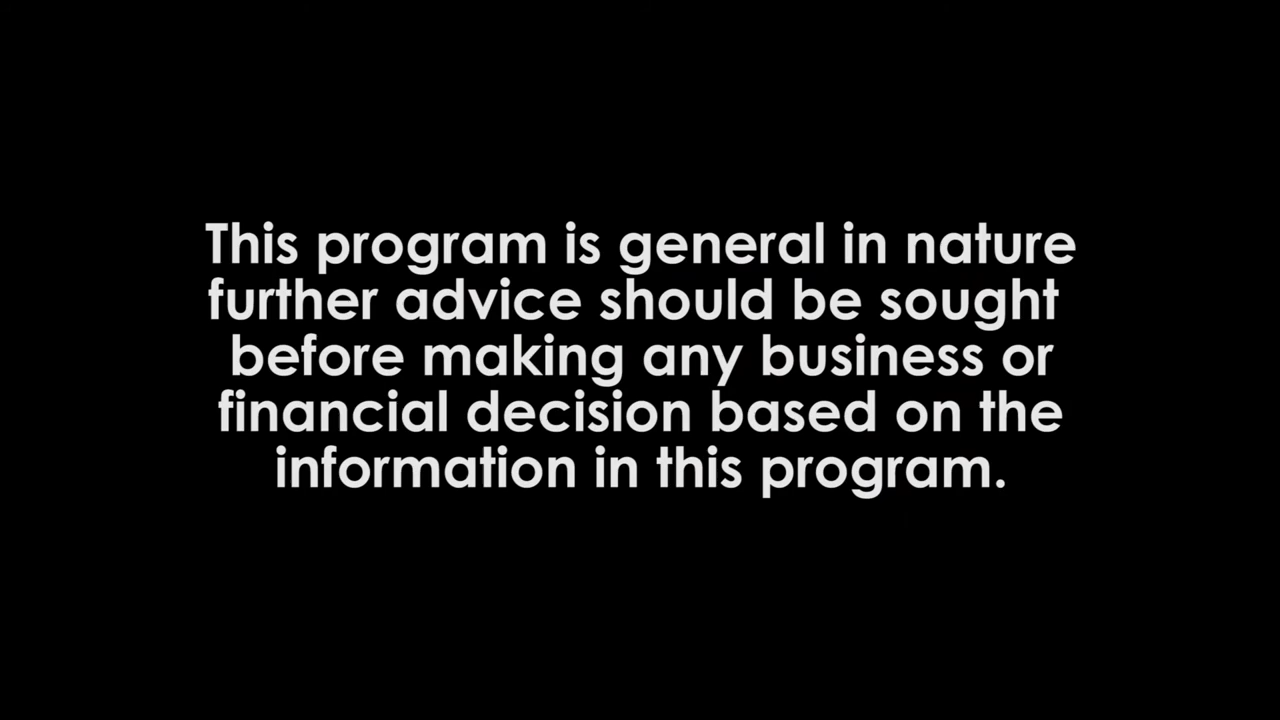 This program is general in nature
further advice should be sought
before making any business or
financial decision based on the
information in this program.